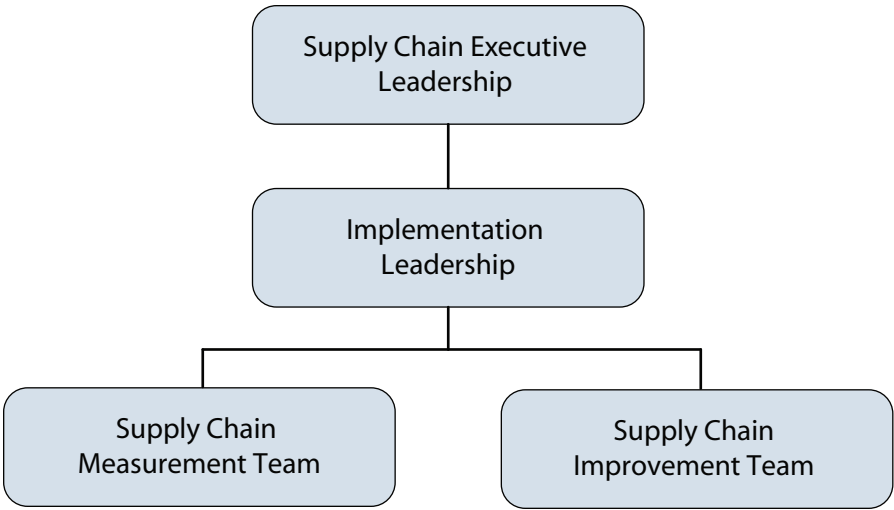 Supply Chain Executive
Leadership
Implementation
Leadership
Supply Chain
Measurement Team
Supply Chain
Improvement Team